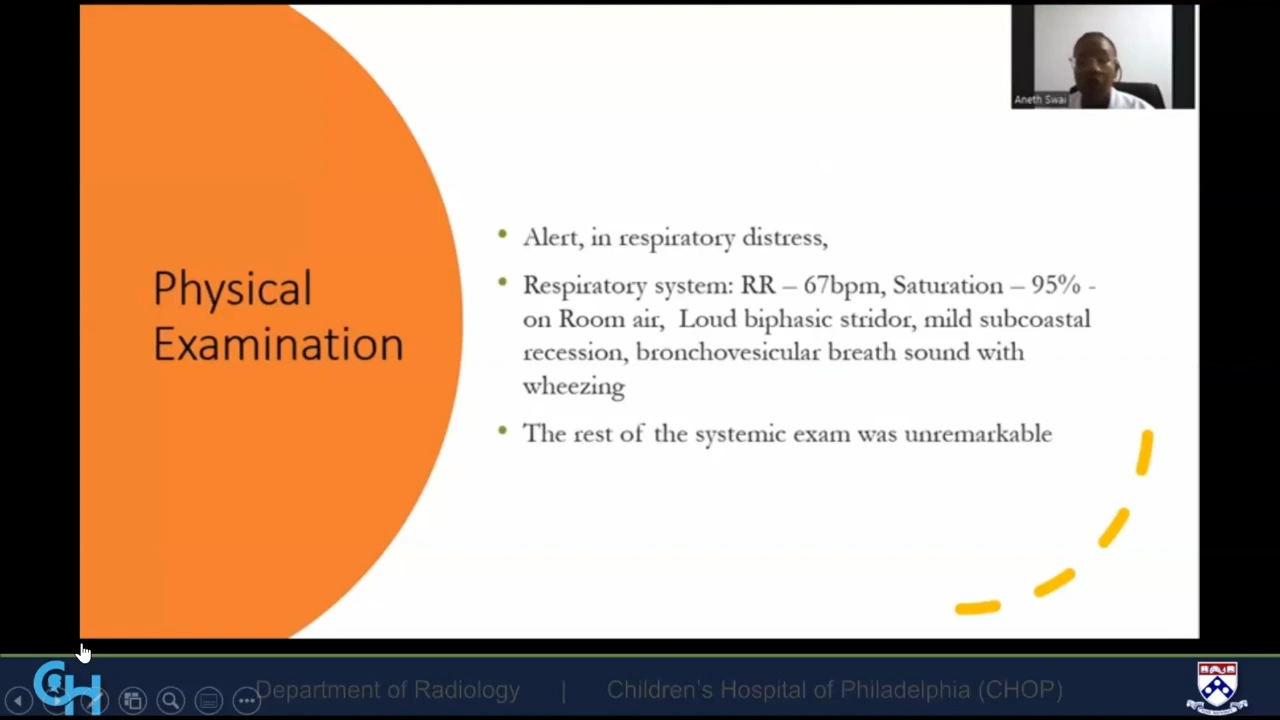 Aneth Swai
Physical
Examination
• Alert, in respiratory distress,
• Respiratory system: RR – 67bpm, Saturation – 95% -
on Room air, Loud biphasic stridor, mild subcoastal
recession, bronchovesicular breath sound with
wheezing
• The rest of the systemic exam was unremarkable
CH
Department of Radiology | Children's Hospital of Philadelphia (CHOP)